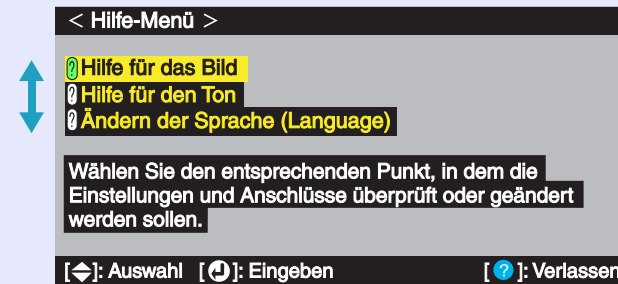 < Hilfe-Menü >
? Hilfe für das Bild
? Hilfe für den Ton
? Ändern der Sprache (Language)
Wählen Sie den entsprechenden Punkt, in dem die
Einstellungen und Anschlüsse überprüft oder geändert
werden sollen.
[◆]: Auswahl [↵]: Eingeben [?]: Verlassen